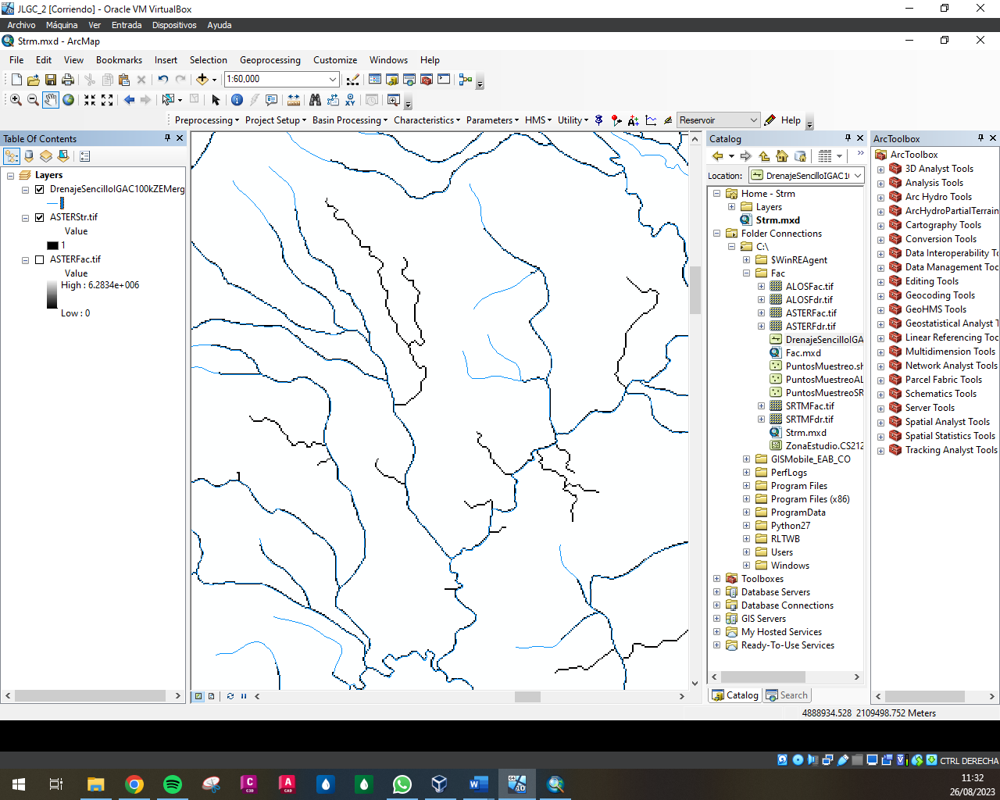 JLGC_2 [Corriendo] - Oracle VM VirtualBox
Archivo Máquina Ver Entrada Dispositivos Ayuda
Strm.mxd - ArcMap
File Edit View Bookmarks Insert Selection Geoprocessing Customize Windows Help
1:60,000
Preprocessing Project Setup Basin Processing Characteristics Parameters HMS Utility Reservoir Help
Table Of Contents
Layers
DrenajeSencilloIGAC100kZEMerg
ASTERStr.tif
Value
1
ASTERFac.tif
Value
High : 6.2834e+006
Low : 0
Catalog
Location: DrenajeSencilloIGAC10
Home - Strm
Layers
Strm.mxd
Folder Connections
C:\
$WinREAgent
Fac
ALOSFac.tif
ALOSFdr.tif
ASTERFac.tif
ASTERFdr.tif
DrenajeSencilloIGA
Fac.mxd
PuntosMuestreo.sh
PuntosMuestreoAL
PuntosMuestreoSR
SRTMFac.tif
SRTMFdr.tif
Strm.mxd
ZonaEstudio.CS212
GISMobile_EAB_CO
PerfLogs
Program Files
Program Files (x86)
ProgramData
Python27
RLTWB
Users
Windows
Toolboxes
Database Servers
Database Connections
GIS Servers
My Hosted Services
Ready-To-Use Services
Catalog Search
ArcToolbox
ArcToolbox
3D Analyst Tools
Analysis Tools
Arc Hydro Tools
ArcHydroPartialTerrain
Cartography Tools
Conversion Tools
Data Interoperability To
Data Management Too
Editing Tools
Geocoding Tools
GeoHMS Tools
Geostatistical Analyst T
Linear Referencing Too
Multidimension Tools
Network Analyst Tools
Parcel Fabric Tools
Schematics Tools
Server Tools
Spatial Analyst Tools
Spatial Statistics Tools
Tracking Analyst Tools
4888934.528 2109498.752 Meters
CTRL DERECHA
11:32
26/08/2023